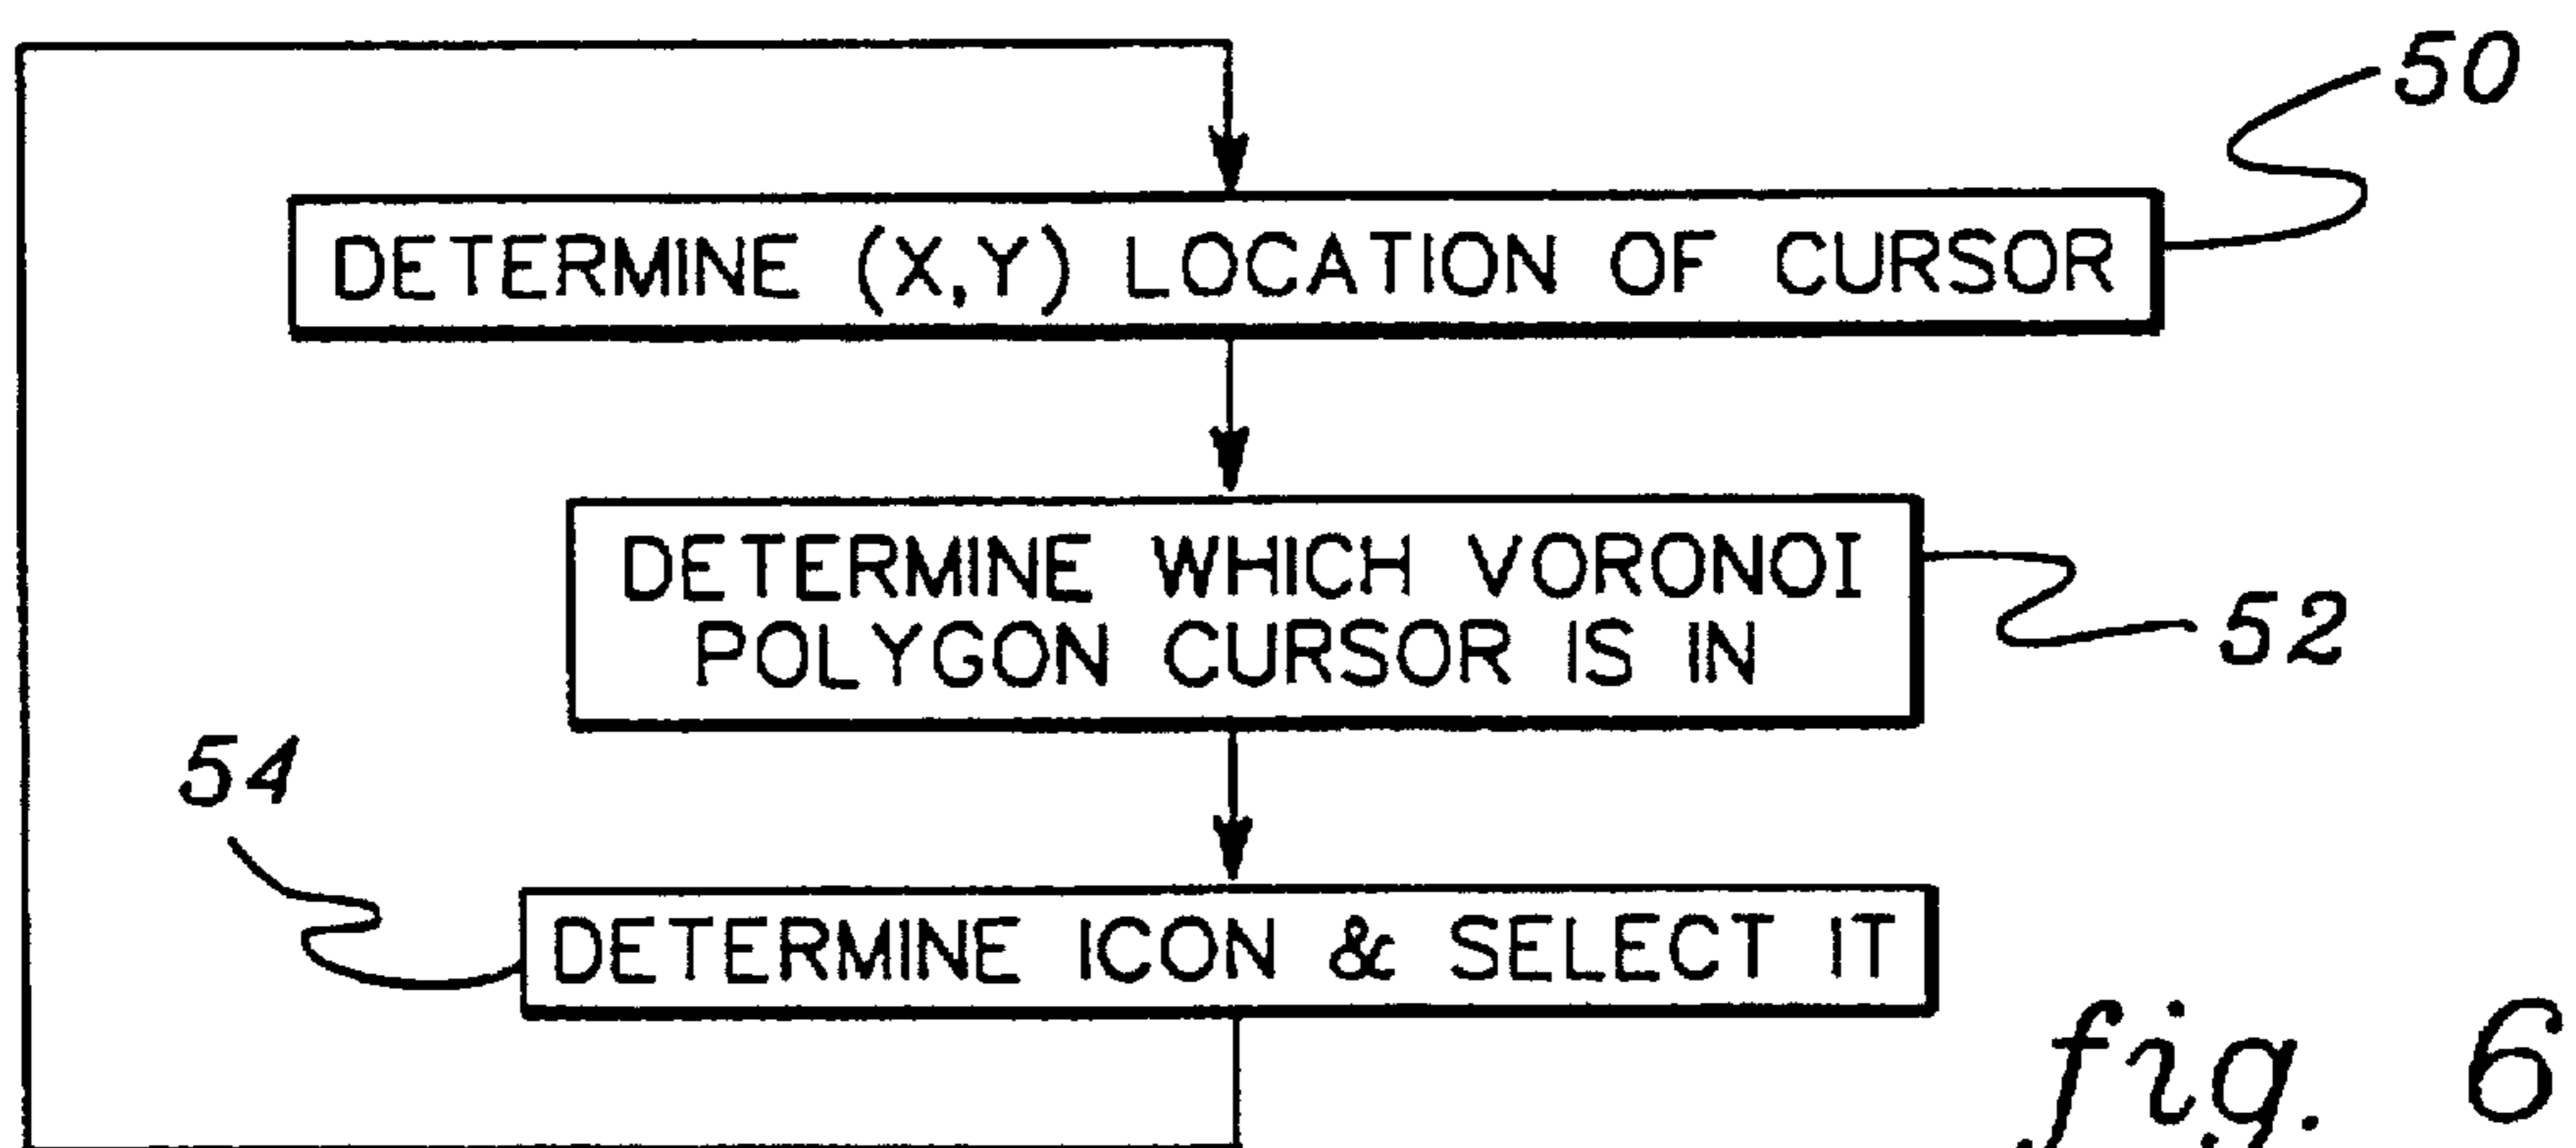 50
DETERMINE (X,Y) LOCATION OF CURSOR
DETERMINE WHICH VORONOI
POLYGON CURSOR IS IN
52
54
DETERMINE ICON & SELECT IT
fig. 6